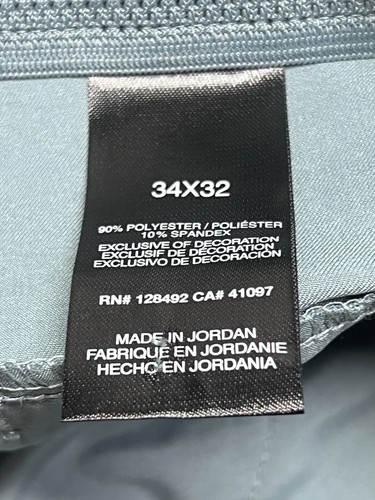 34X32
90% POLYESTER / POLIÉSTER
10% SPANDEX
EXCLUSIVE OF DECORATION
EXCLUSIF DE DÉCORATION
EXCLUSIVO DE DECORACIÓN
RN# 128492 CA# 41097
MADE IN JORDAN
FABRIQUÉ EN JORDANIE
HECHO EN JORDANIA